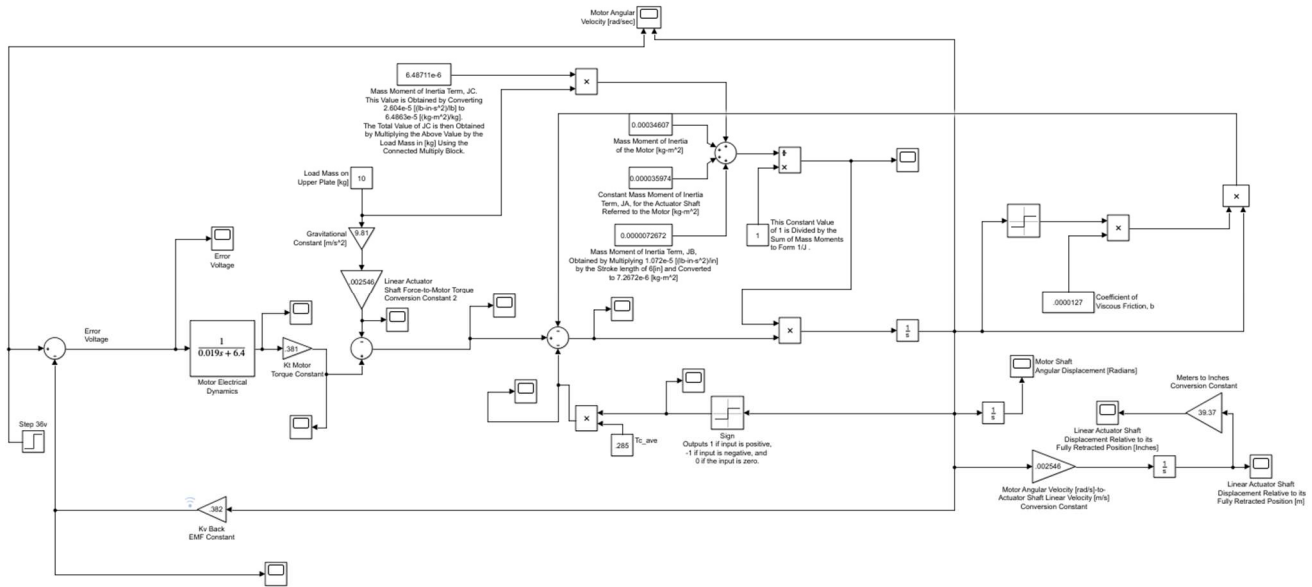 Motor Angular
Velocity [rad/sec]
6.48711e-6
×
Mass Moment of Inertia Term, JC.
This Value is Obtained by Converting
2.604e-5 [(lb-in-s^2)/lb] to
6.4863e-5 [(kg-m^2)/kg].
The Total Value of JC is then Obtained
by Multiplying the Above Value by the
Load Mass in [kg] Using the
Connected Multiply Block.
0.00034607
Mass Moment of Inertia
of the Motor [kg-m^2]
0.000035974
Constant Mass Moment of Inertia
Term, JA, for the Actuator Shaft
Referred to the Motor [kg-m^2]
0.0000072672
Mass Moment of Inertia Term, JB,
Obtained by Multiplying 1.072e-5 [(lb-in-s^2)/in]
by the Stroke length of 6[in] and Converted
to 7.2672e-6 [kg-m^2]
+
+
+
+
÷
×
1
This Constant Value
of 1 is Divided by the
Sum of Mass Moments
to Form 1/J .
Load Mass on
Upper Plate [kg]
10
Gravitational
Constant [m/s^2]
9.81
.002546
Linear Actuator
Shaft Force-to-Motor Torque
Conversion Constant 2
×
×
.0000127
Coefficient of
Viscous Friction, b
Error
Voltage
Error
Voltage
+
-
1
0.019s + 6.4
Motor Electrical
Dynamics
.381
Kt Motor
Torque Constant
-
+
-
+
-
×
1
s
Step 36v
×
.285
Tc_ave
Sign
Outputs 1 if input is positive,
-1 if input is negative, and
0 if the input is zero.
1
s
Motor Shaft
Angular Displacement [Radians]
Meters to Inches
Conversion Constant
39.37
Linear Actuator Shaft
Displacement Relative to its
Fully Retracted Position [Inches]
.002546
Motor Angular Velocity [rad/s]-to-
Actuator Shaft Linear Velocity [m/s]
Conversion Constant
1
s
Linear Actuator Shaft
Displacement Relative to its
Fully Retracted Position [m]
.382
Kv Back
EMF Constant